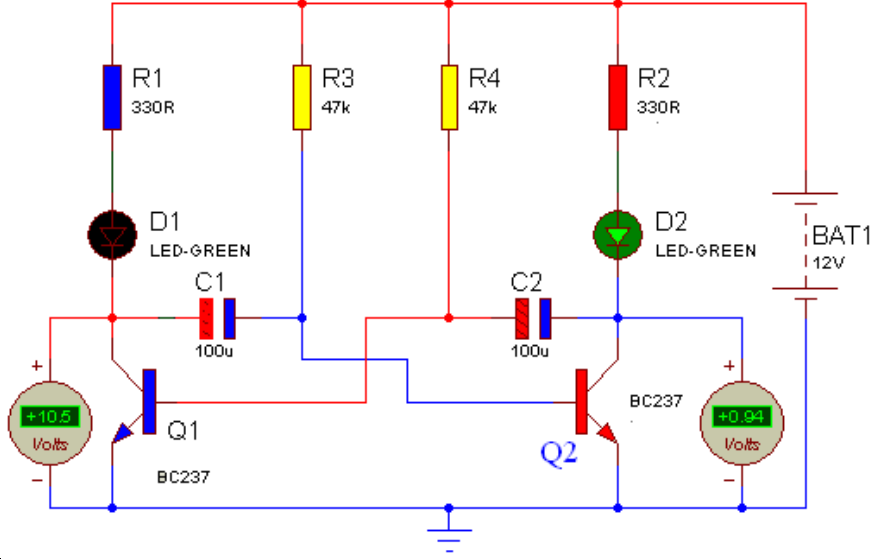 R1
330R
R3
47k
R4
47k
R2
330R
D1
LED-GREEN
D2
LED-GREEN
BAT1
12V
C1
100u
C2
100u
+
+10.5
Volts
−
Q1
BC237
Q2
BC237
+
+0.94
Volts
−